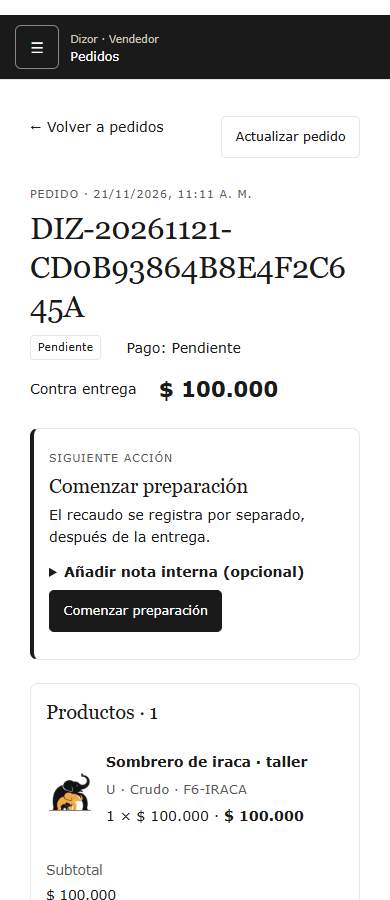 ☰
Dizor · Vendedor
Pedidos
← Volver a pedidos
Actualizar pedido
PEDIDO · 21/11/2026, 11:11 A. M.
DIZ-20261121-
CD0B93864B8E4F2C6
45A
Pendiente
Pago: Pendiente
Contra entrega
$ 100.000
SIGUIENTE ACCIÓN
Comenzar preparación
El recaudo se registra por separado,
después de la entrega.
▶ Añadir nota interna (opcional)
Comenzar preparación
Productos · 1
Sombrero de iraca · taller
U · Crudo · F6-IRACA
1 × $ 100.000 · $ 100.000
Subtotal
$ 100.000